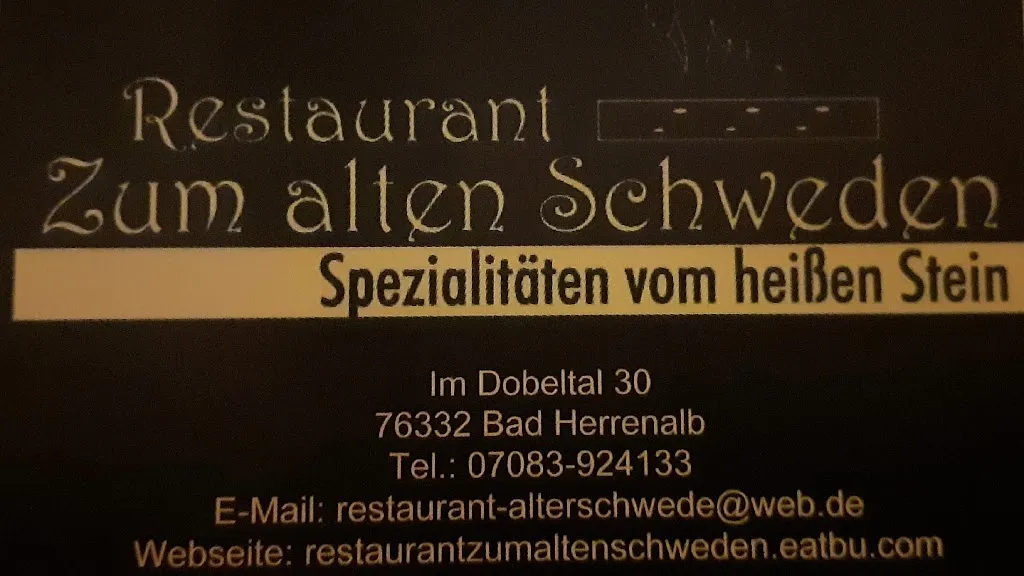 Restaurant
Zum alten Schweden
Spezialitäten vom heißen Stein
Im Dobeltal 30
76332 Bad Herrenalb
Tel.: 07083-924133
E-Mail: restaurant-alterschwede@web.de
Webseite: restaurantzumaltenschweden.eatbu.com